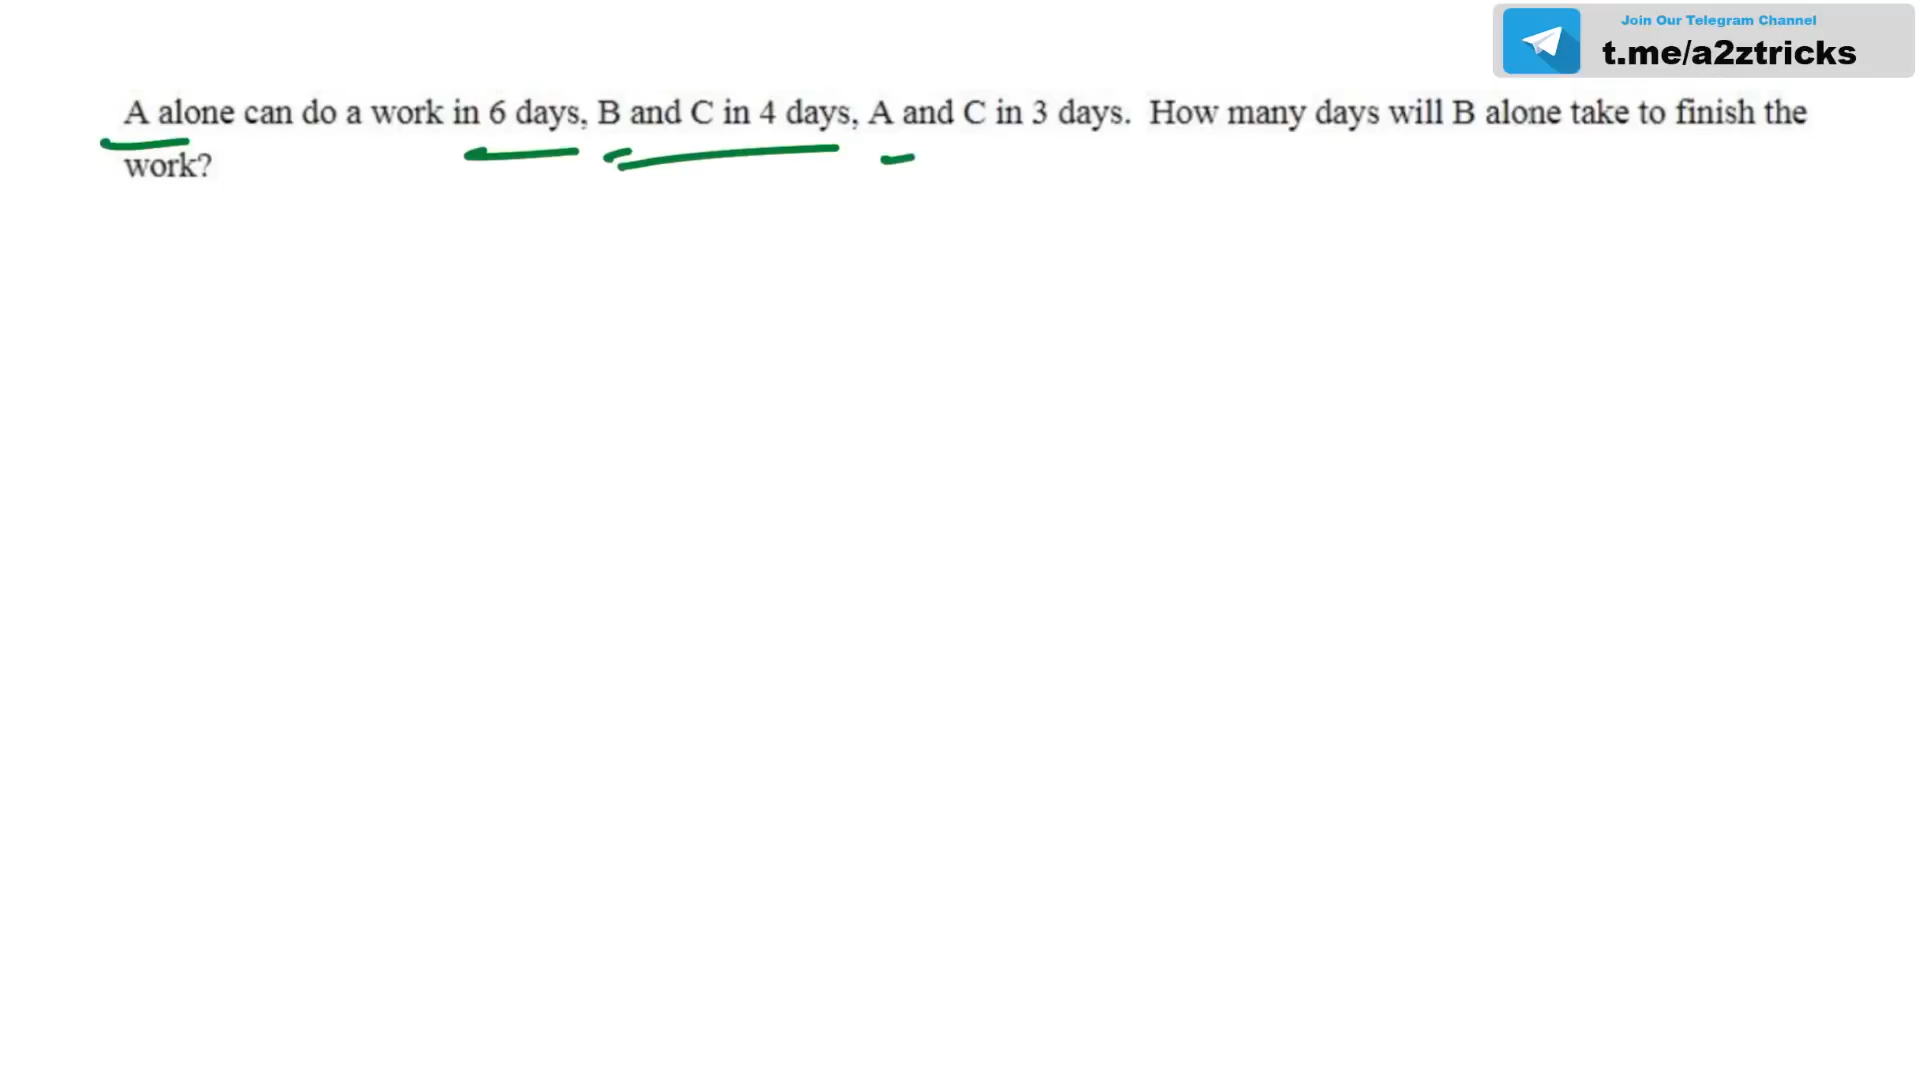 Join Our Telegram Channel
t.me/a2ztricks
A alone can do a work in 6 days, B and C in 4 days, A and C in 3 days. How many days will B alone take to finish the
work?